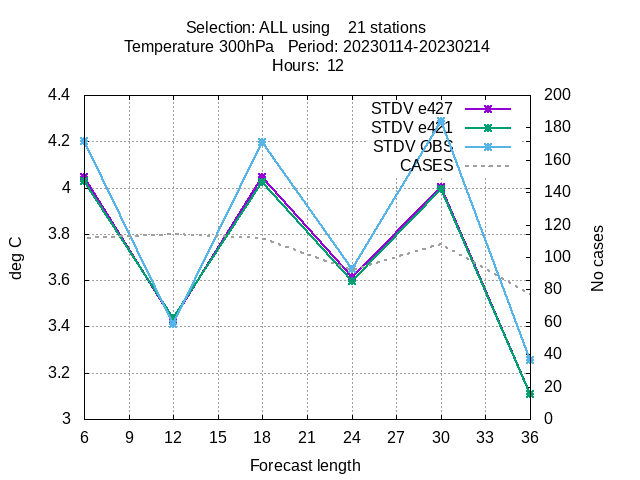 Selection: ALL using    21 stations
Temperature 300hPa   Period: 20230114-20230214
Hours:  12
STDV e427
STDV e421
STDV OBS
CASES
deg C
4.4
4.2
4
3.8
3.6
3.4
3.2
3
200
180
160
140
120
100
80
60
40
20
0
No cases
6 9 12 15 18 21 24 27 30 33 36
Forecast length